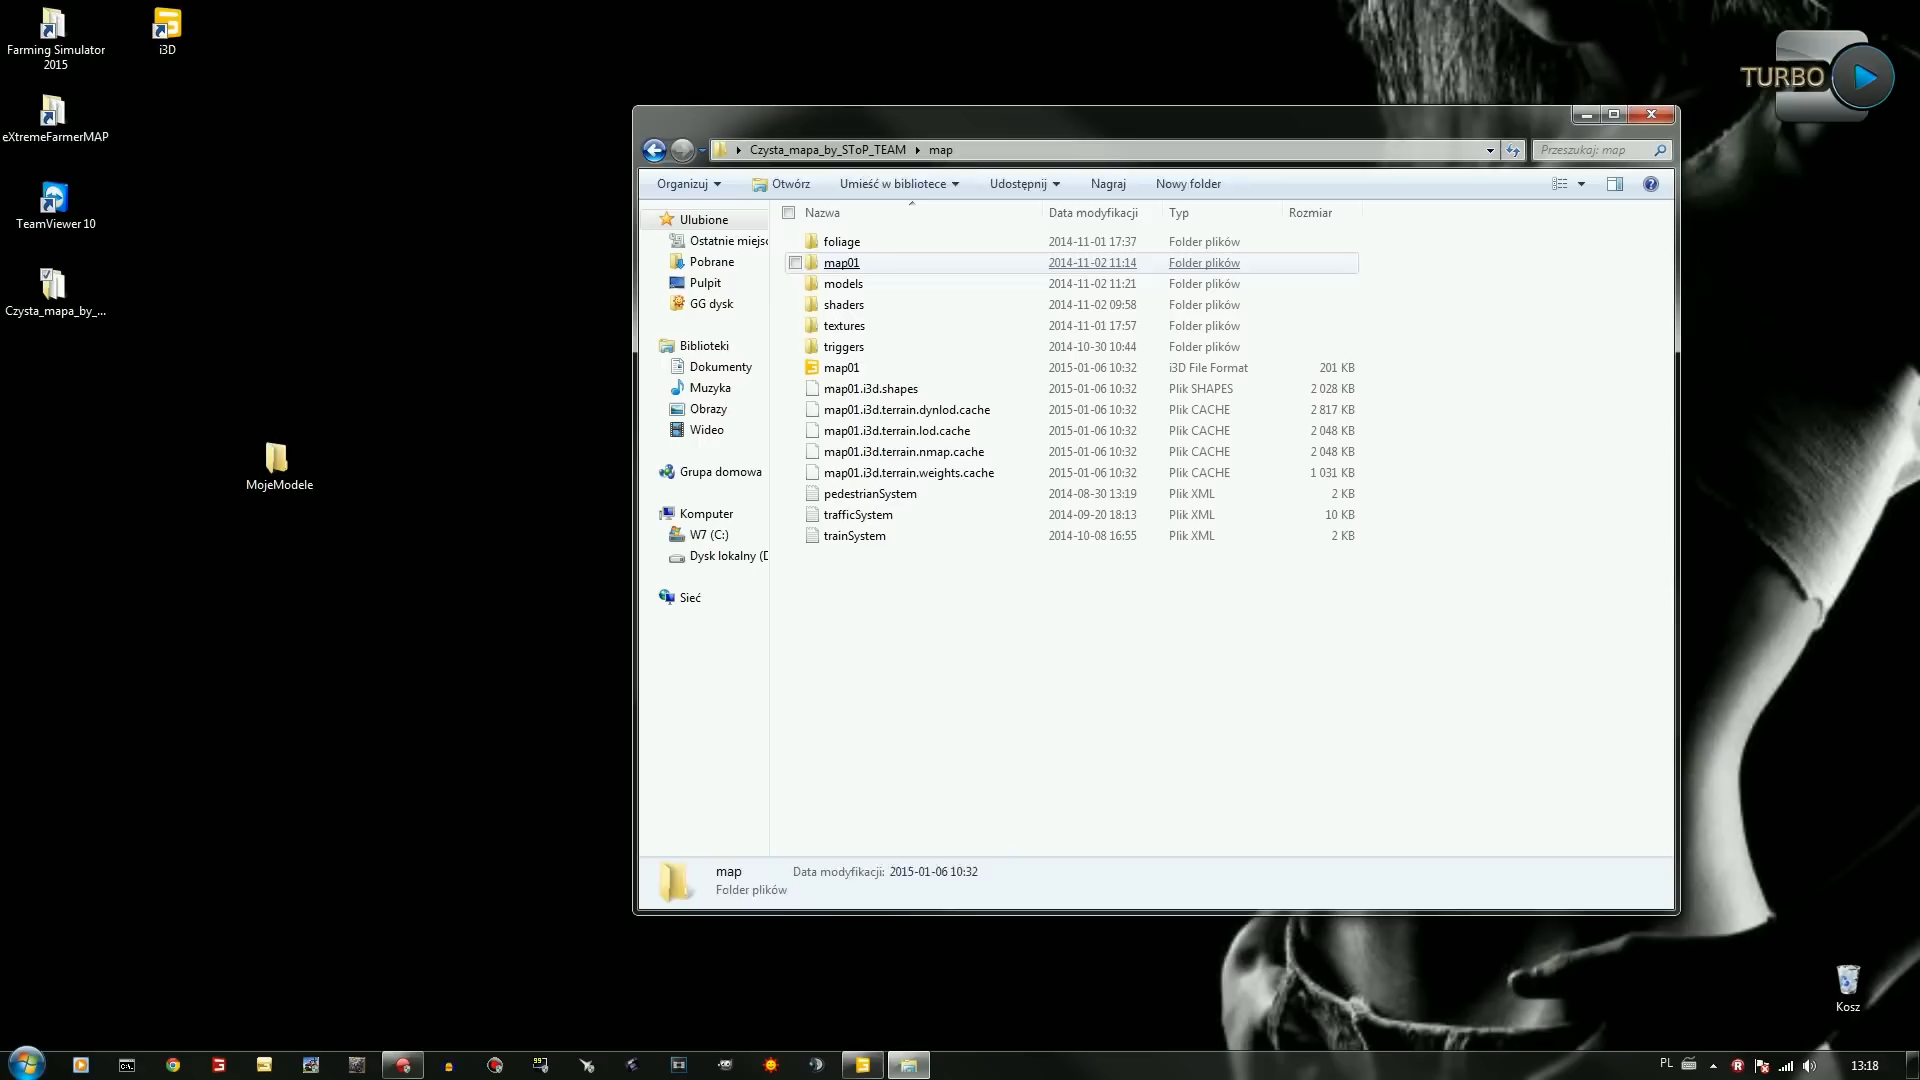 Farming Simulator
2015
i3D
eXtremeFarmerMAP
TeamViewer 10
Czysta_mapa_by_...
MojeModele
TURBO
Czysta_mapa_by_SToP_TEAM map
Przeszukaj: map
Organizuj Otwórz Umieść w bibliotece Udostępnij Nagraj Nowy folder
Nazwa Data modyfikacji Typ Rozmiar
Ulubione
Ostatnie miejsc
Pobrane
Pulpit
GG dysk
Biblioteki
Dokumenty
Muzyka
Obrazy
Wideo
Grupa domowa
Komputer
W7 (C:)
Dysk lokalny (D
Sieć
foliage 2014-11-01 17:37 Folder plików
map01 2014-11-02 11:14 Folder plików
models 2014-11-02 11:21 Folder plików
shaders 2014-11-02 09:58 Folder plików
textures 2014-11-01 17:57 Folder plików
triggers 2014-10-30 10:44 Folder plików
map01 2015-01-06 10:32 i3D File Format 201 KB
map01.i3d.shapes 2015-01-06 10:32 Plik SHAPES 2 028 KB
map01.i3d.terrain.dynlod.cache 2015-01-06 10:32 Plik CACHE 2 817 KB
map01.i3d.terrain.lod.cache 2015-01-06 10:32 Plik CACHE 2 048 KB
map01.i3d.terrain.nmap.cache 2015-01-06 10:32 Plik CACHE 2 048 KB
map01.i3d.terrain.weights.cache 2015-01-06 10:32 Plik CACHE 1 031 KB
pedestrianSystem 2014-08-30 13:19 Plik XML 2 KB
trafficSystem 2014-09-20 18:13 Plik XML 10 KB
trainSystem 2014-10-08 16:55 Plik XML 2 KB
map Data modyfikacji: 2015-01-06 10:32
Folder plików
Kosz
PL 13:18